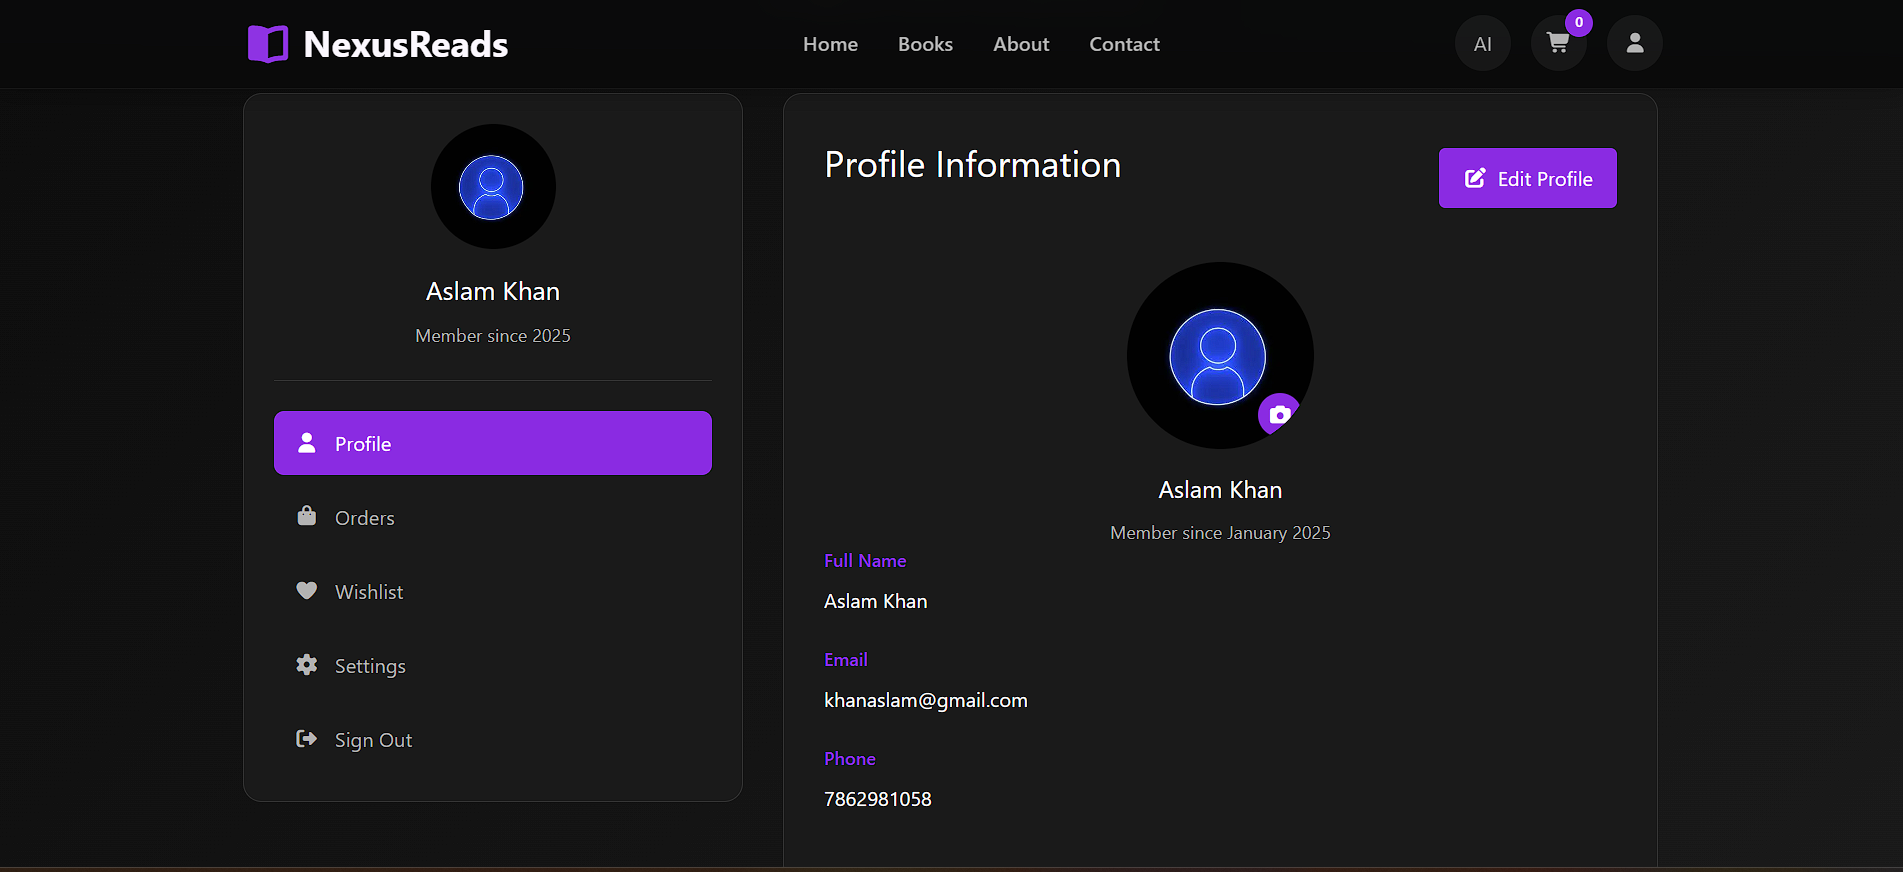 NexusReads
Home
Books
About
Contact
AI
0
Aslam Khan
Member since 2025
Profile
Orders
Wishlist
Settings
Sign Out
Profile Information
Edit Profile
Aslam Khan
Member since January 2025
Full Name
Aslam Khan
Email
khanaslam@gmail.com
Phone
7862981058